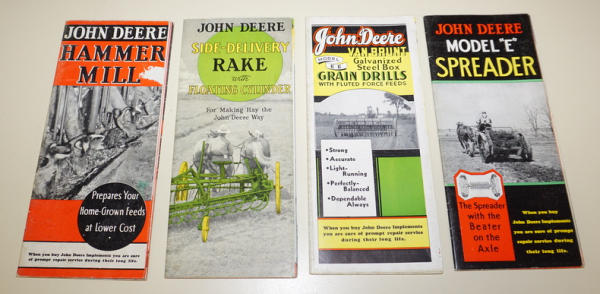 JOHN DEERE
HAMMER
MILL
Prepares Your
Home-Grown Feeds
at Lower Cost
When you buy John Deere Implements
you are sure of prompt repair service
during their long life.
JOHN DEERE
SIDE-DELIVERY
RAKE
with
FLOATING CYLINDER
For Making Hay the
John Deere Way
John Deere
VAN BRUNT
MODEL EE
Galvanized
Steel Box
GRAIN DRILLS
WITH FLUTED FORCE FEEDS
•Strong
•Accurate
•Light-
Running
•Perfectly-
Balanced
•Dependable
Always
When you buy John Deere Implements you
are sure of prompt repair service
during their long life.
JOHN DEERE
MODEL "E"
SPREADER
The Spreader
with the
Beater
on the
Axle
When you buy
John Deere Implements
you are sure of prompt
repair service during
their long life.